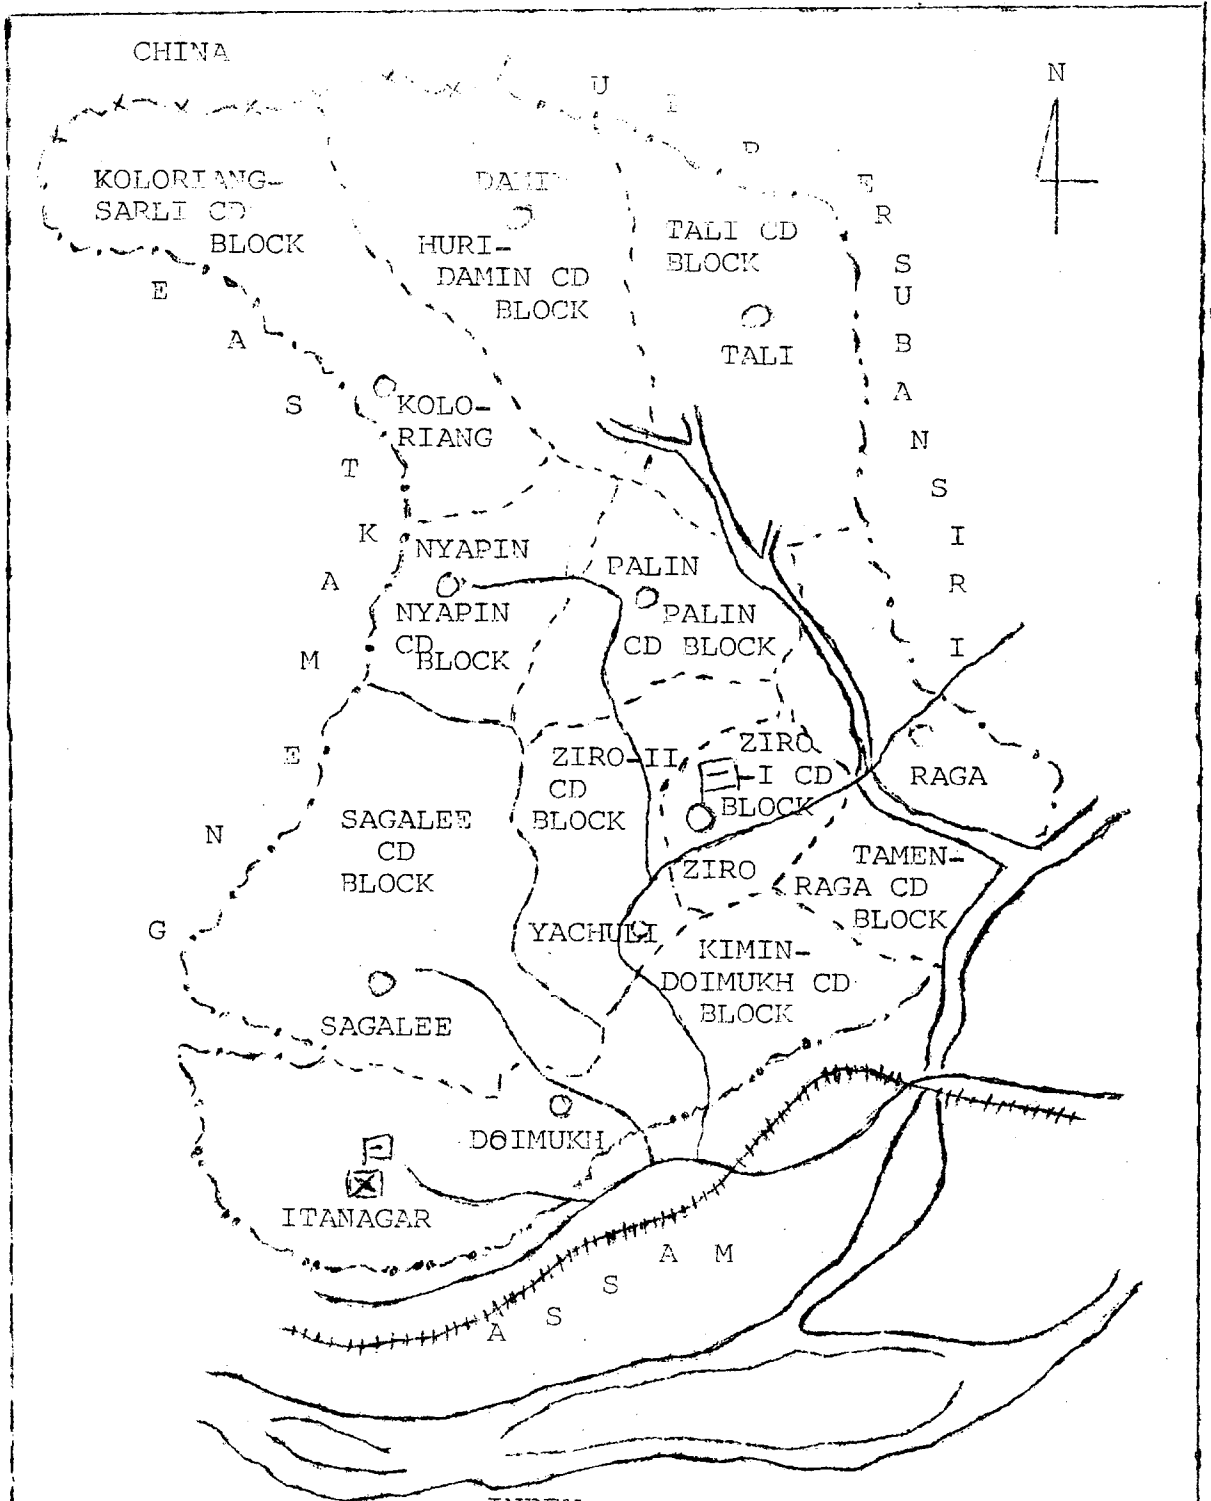 CHINA
N
UPPER SUBANSIRI
KOLORIANG-
SARLI CD
BLOCK
DAMIN
HURI-
DAMIN CD
BLOCK
TALI CD
BLOCK
TALI
EAST KAMENG
KOLO-
RIANG
NYAPIN
NYAPIN
CD
BLOCK
PALIN
PALIN
CD BLOCK
ZIRO-II
CD
BLOCK
ZIRO
-I CD
BLOCK
ZIRO
RAGA
SAGALEE
CD
BLOCK
TAMEN-
RAGA CD
BLOCK
YACHULI
KIMIN-
DOIMUKH CD
BLOCK
SAGALEE
DOIMUKH
ITANAGAR
ASSAM